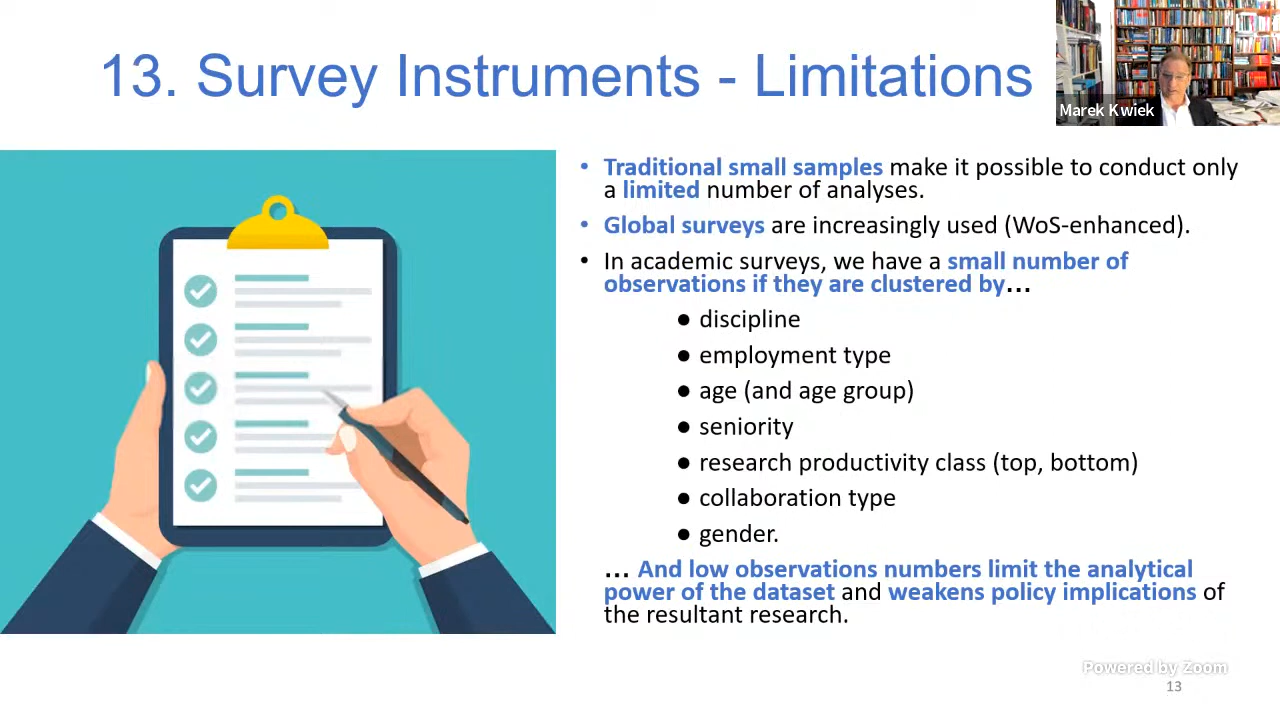 13. Survey Instruments - Limitations
Marek Kwiek
• Traditional small samples make it possible to conduct only
a limited number of analyses.
• Global surveys are increasingly used (WoS-enhanced).
• In academic surveys, we have a small number of
observations if they are clustered by…
● discipline
● employment type
● age (and age group)
● seniority
● research productivity class (top, bottom)
● collaboration type
● gender.
… And low observations numbers limit the analytical
power of the dataset and weakens policy implications of
the resultant research.
Powered by Zoom
13